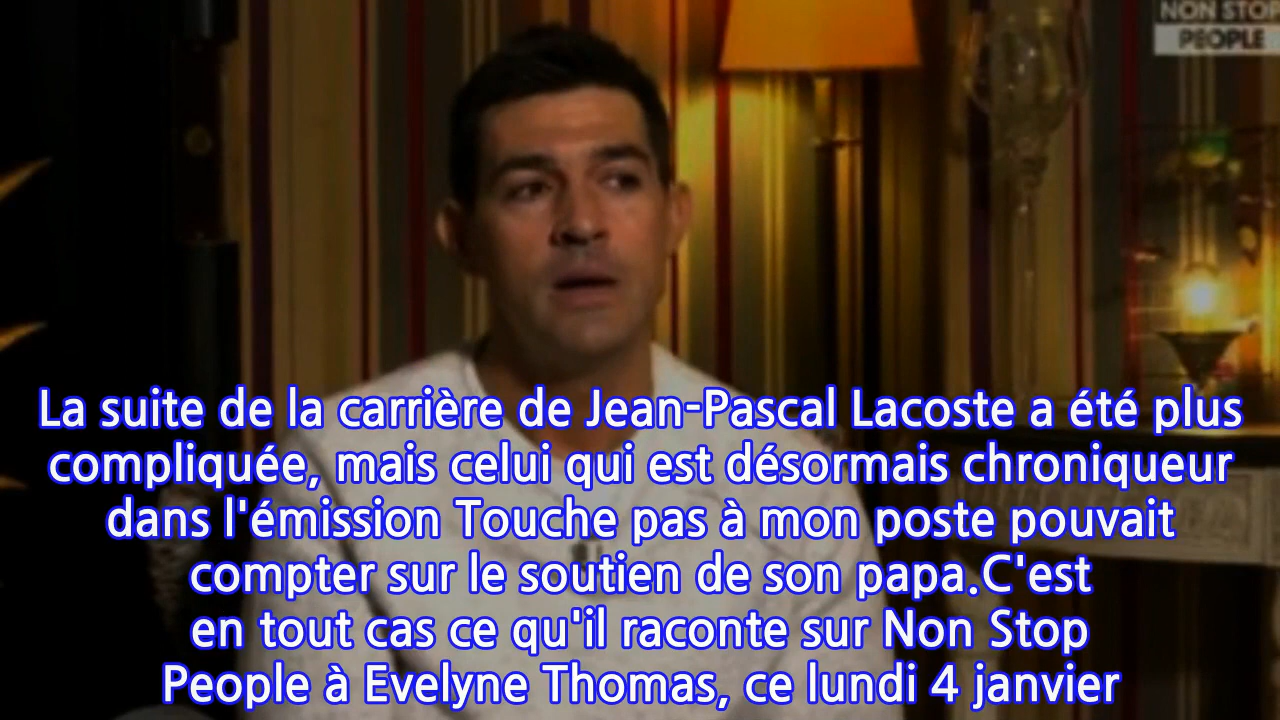 NON STOP
PEOPLE
La suite de la carrière de Jean-Pascal Lacoste a été plus
compliquée, mais celui qui est désormais chroniqueur
dans l'émission Touche pas à mon poste pouvait
compter sur le soutien de son papa.C'est
en tout cas ce qu'il raconte sur Non Stop
People à Evelyne Thomas, ce lundi 4 janvier